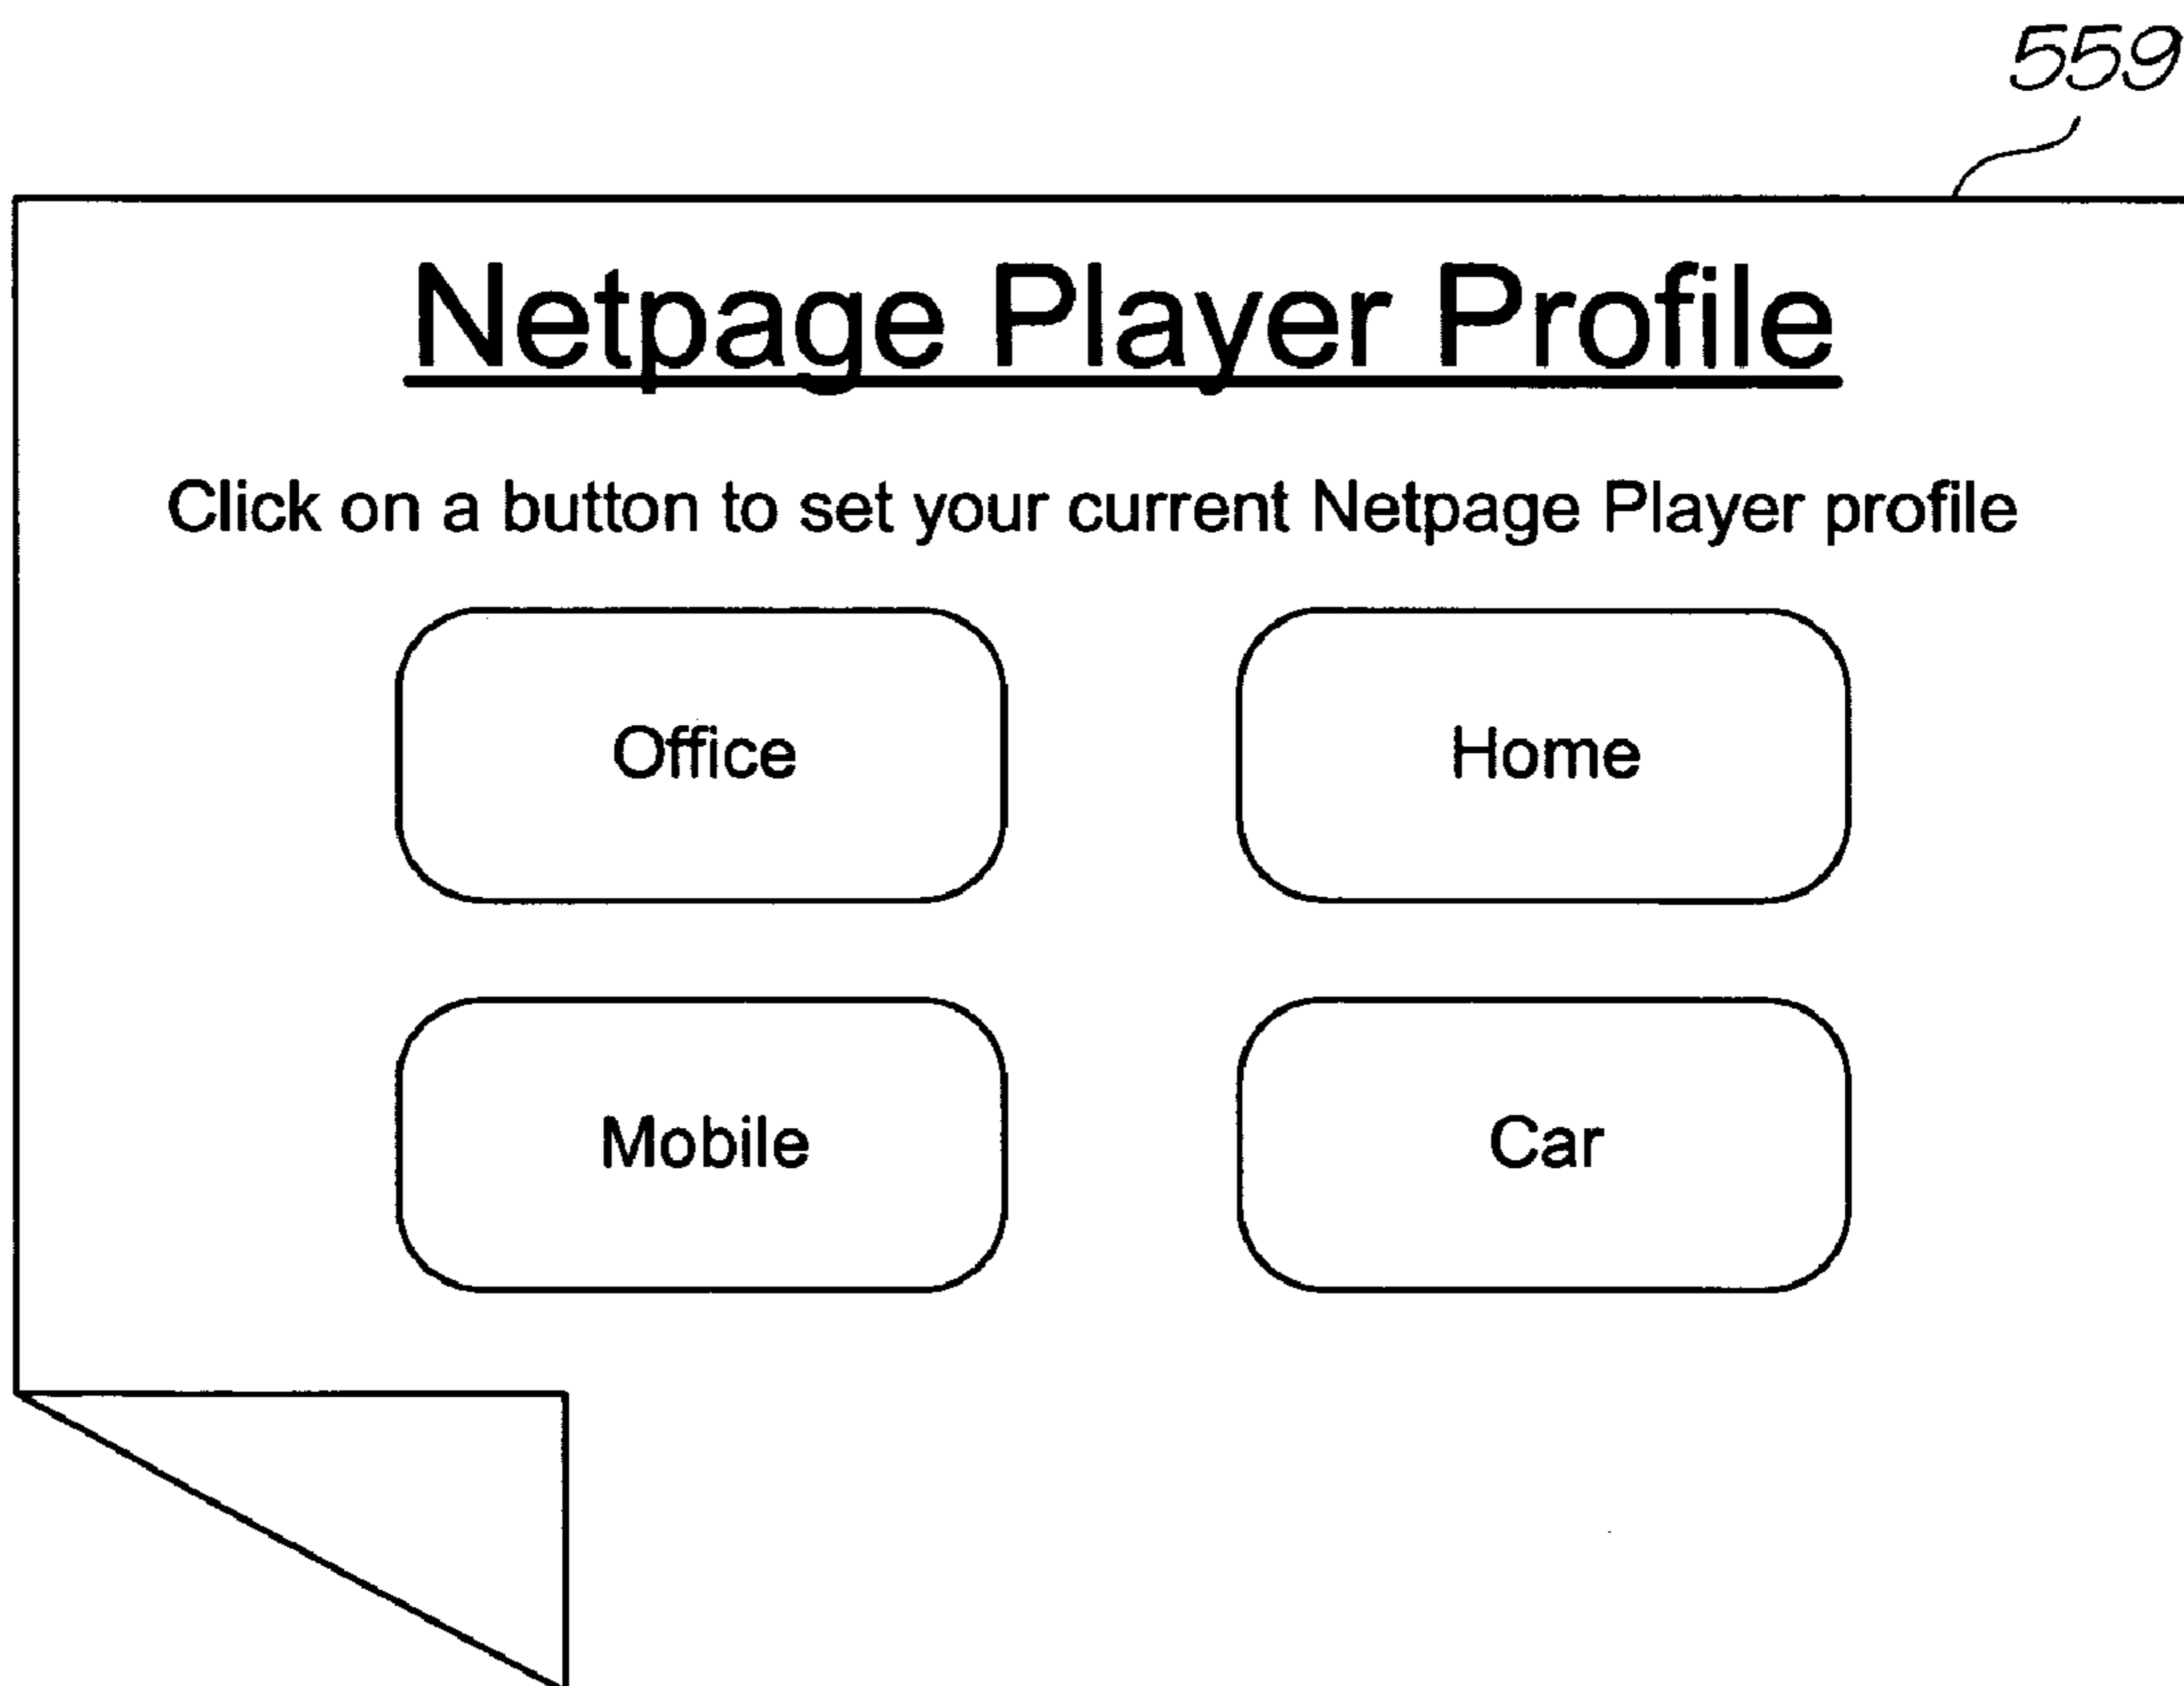 559
Netpage Player Profile
Click on a button to set your current Netpage Player profile
Office Home
Mobile Car